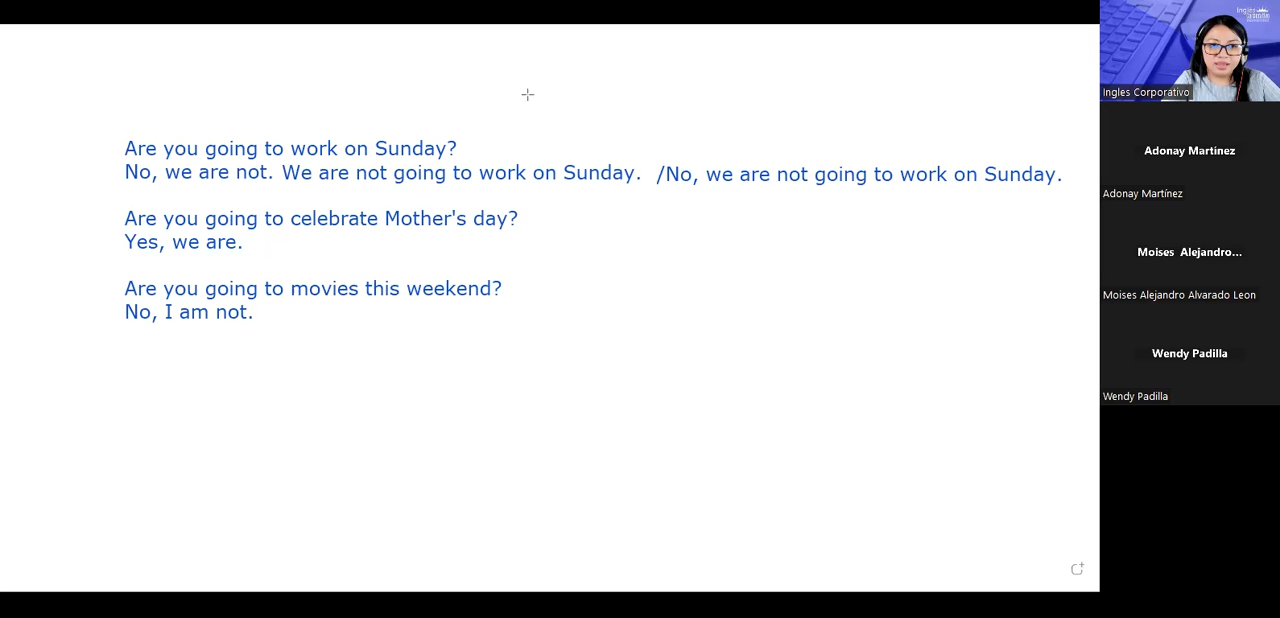 Are you going to work on Sunday?
No, we are not. We are not going to work on Sunday. /No, we are not going to work on Sunday.
Are you going to celebrate Mother's day?
Yes, we are.
Are you going to movies this weekend?
No, I am not.
Ingles Corporativo
Adonay Martinez
Adonay Martínez
Moises Alejandro...
Moises Alejandro Alvarado Leon
Wendy Padilla
Wendy Padilla